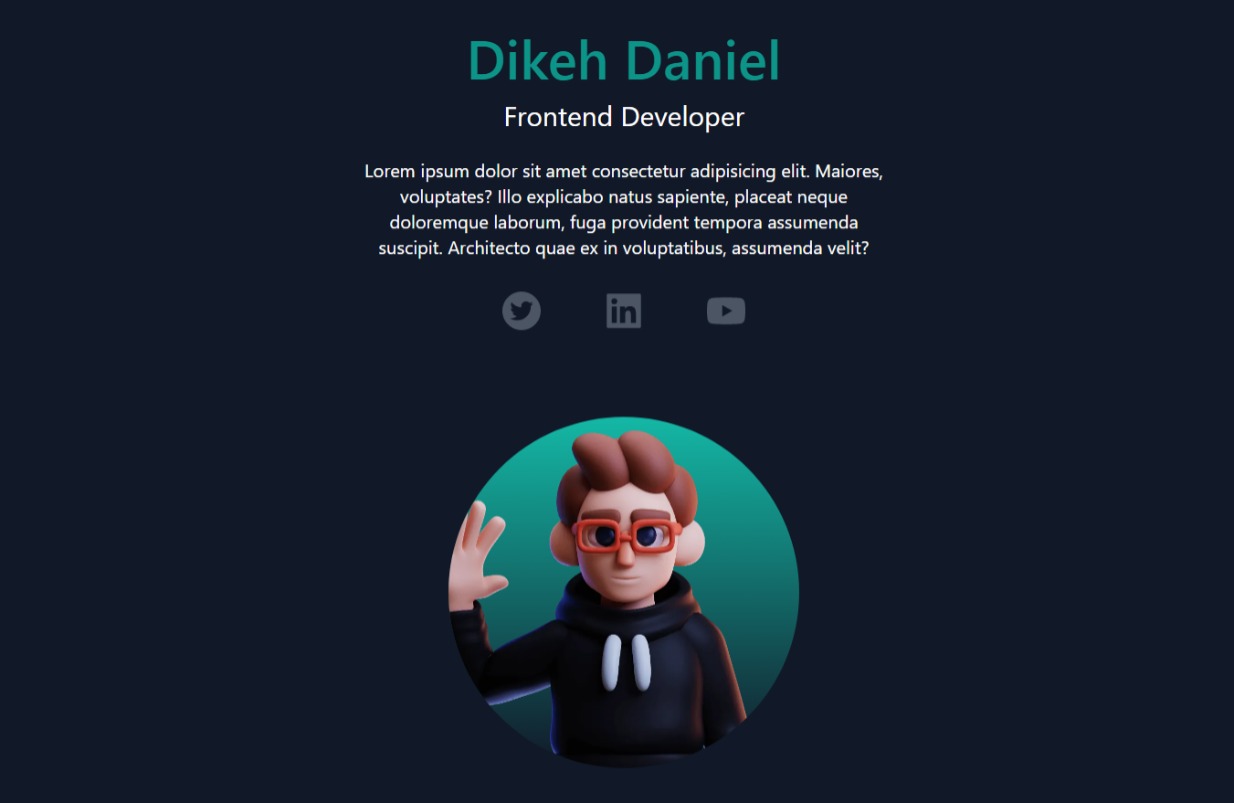 Dikeh Daniel
Frontend Developer
Lorem ipsum dolor sit amet consectetur adipisicing elit. Maiores,
voluptates? Illo explicabo natus sapiente, placeat neque
doloremque laborum, fuga provident tempora assumenda
suscipit. Architecto quae ex in voluptatibus, assumenda velit?
in